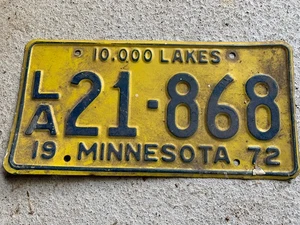 10,000 LAKES
LA 21-868
19 MINNESOTA 72